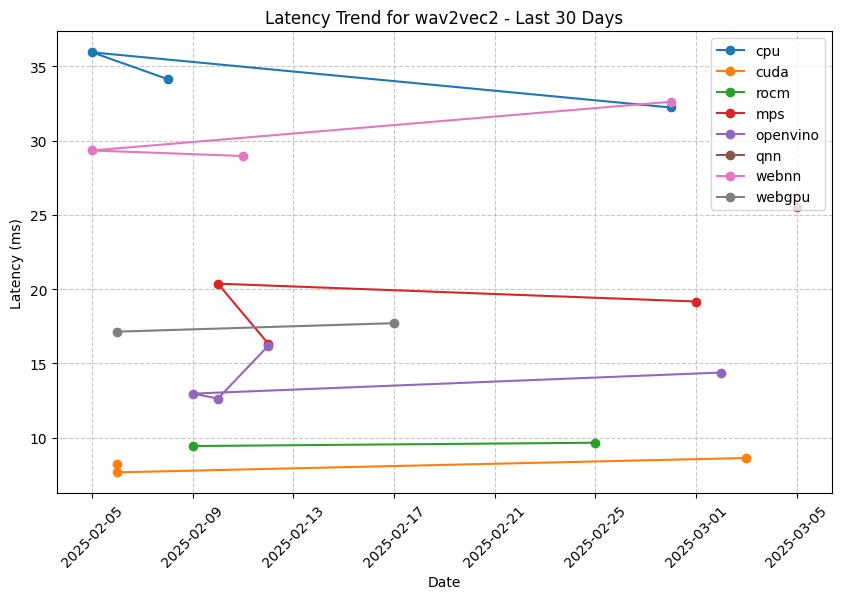 Latency Trend for wav2vec2 - Last 30 Days
cpu
cuda
rocm
mps
openvino
qnn
webnn
webgpu
Latency (ms)
35
30
25
20
15
10
2025-02-05
2025-02-09
2025-02-13
2025-02-17
2025-02-21
2025-02-25
2025-03-01
2025-03-05
Date